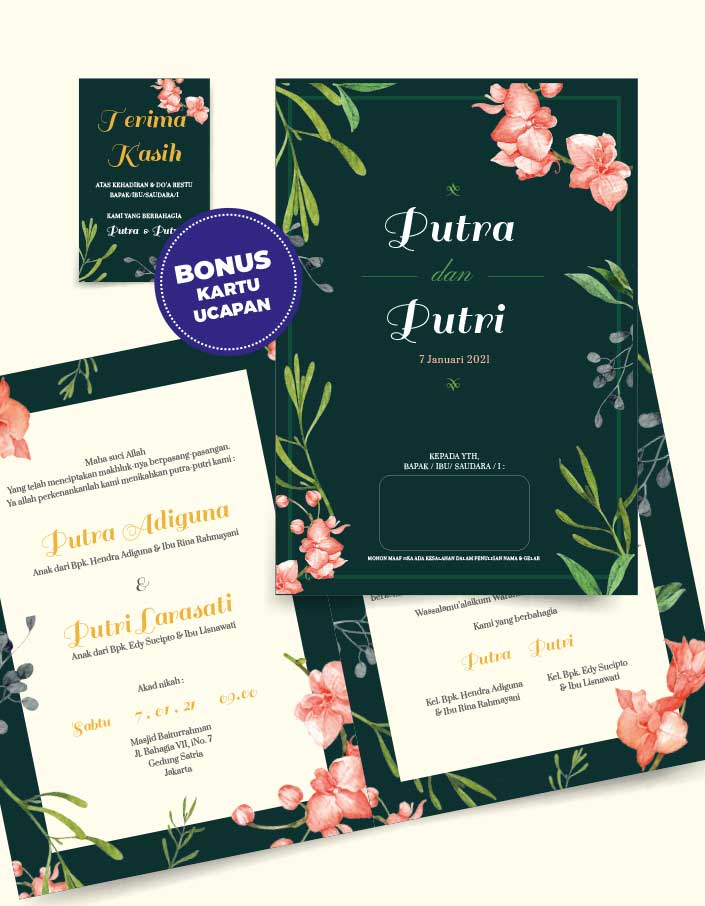 Terima
Kasih
ATAS KEHADIRAN & DO'A RESTU
BAPAK/IBU/SAUDARA/I
KAMI YANG BERBAHAGIA
Putra & Put
BONUS
KARTU
UCAPAN
Putra
dan
Putri
7 Januari 2021
KEPADA YTH,
BAPAK / IBU/ SAUDARA / I :
MOHON MAAF JIKA ADA KESALAHAN DALAM PENULISAN NAMA & GELAR
Maha suci Allah
Yang telah menciptakan makhluk-nya berpasang-pasangan.
Ya allah perkenankanlah kami menikahkan putra-putri kami :
Putra Adiguna
Anak dari Bpk. Hendra Adiguna & Ibu Rina Rahmayani
&
Putri Larasati
Anak dari Bpk. Edy Sucipto & Ibu Lisnawati
Akad nikah :
Sabtu 7 . 01 . 21 09.00
Masjid Baiturrahman
Jl. Bahagia VII, iNo. 7
Gedung Satria
Jakarta
Wassalamu'alaikum
Kami yang berbahagia
Putra Putri
Kel. Bpk. Hendra Adiguna
& Ibu Rina Rahmayani
Kel. Bpk. Edy Sucipto
& Ibu Lisnawati